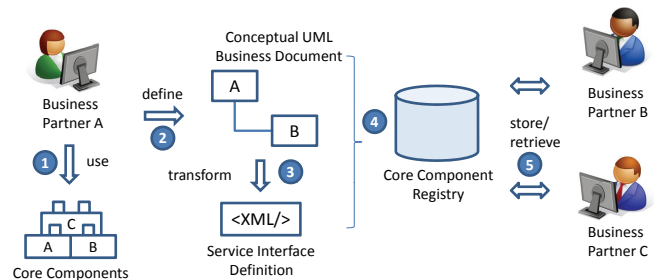 Business
Partner A
1
use
C
A B
Core Components
define
2
Conceptual UML
Business Document
A
B
transform
3
<XML/>
Service Interface
Definition
4
Core Component
Registry
store/
retrieve
5
Business
Partner B
Business
Partner C